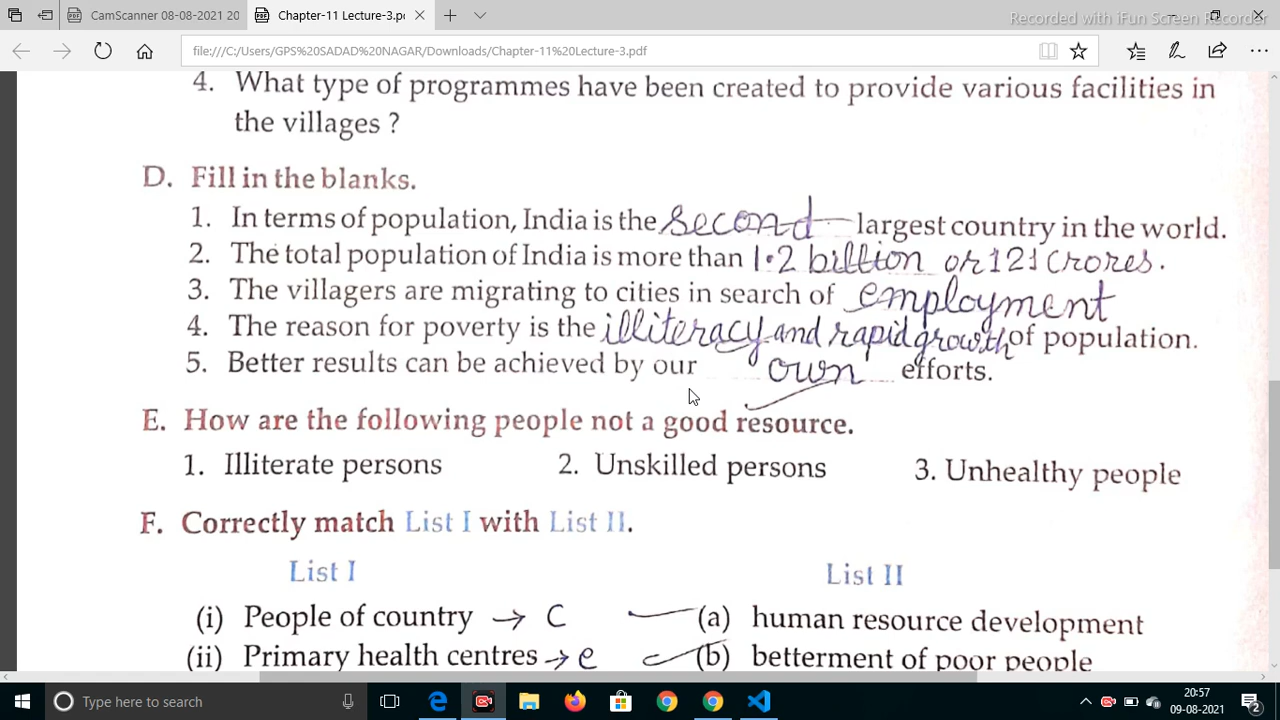 CamScanner 08-08-2021 20
Chapter-11 Lecture-3.pd
Recorded with iFun Screen Recorder
file:///C:/Users/GPS%20SADAD%20NAGAR/Downloads/Chapter-11%20Lecture-3.pdf
4. What type of programmes have been created to provide various facilities in
the villages ?
D. Fill in the blanks.
1. In terms of population, India is the second largest country in the world.
2. The total population of India is more than 1.2 billion or 121 crores.
3. The villagers are migrating to cities in search of employment
4. The reason for poverty is the illiteracy and rapid growth of population.
5. Better results can be achieved by our own efforts.
E. How are the following people not a good resource.
1. Illiterate persons 2. Unskilled persons 3. Unhealthy people
F. Correctly match List I with List II.
List I List II
(i) People of country → C (a) human resource development
(ii) Primary health centres → e (b) betterment of poor people
Type here to search
20:57
09-08-2021
2